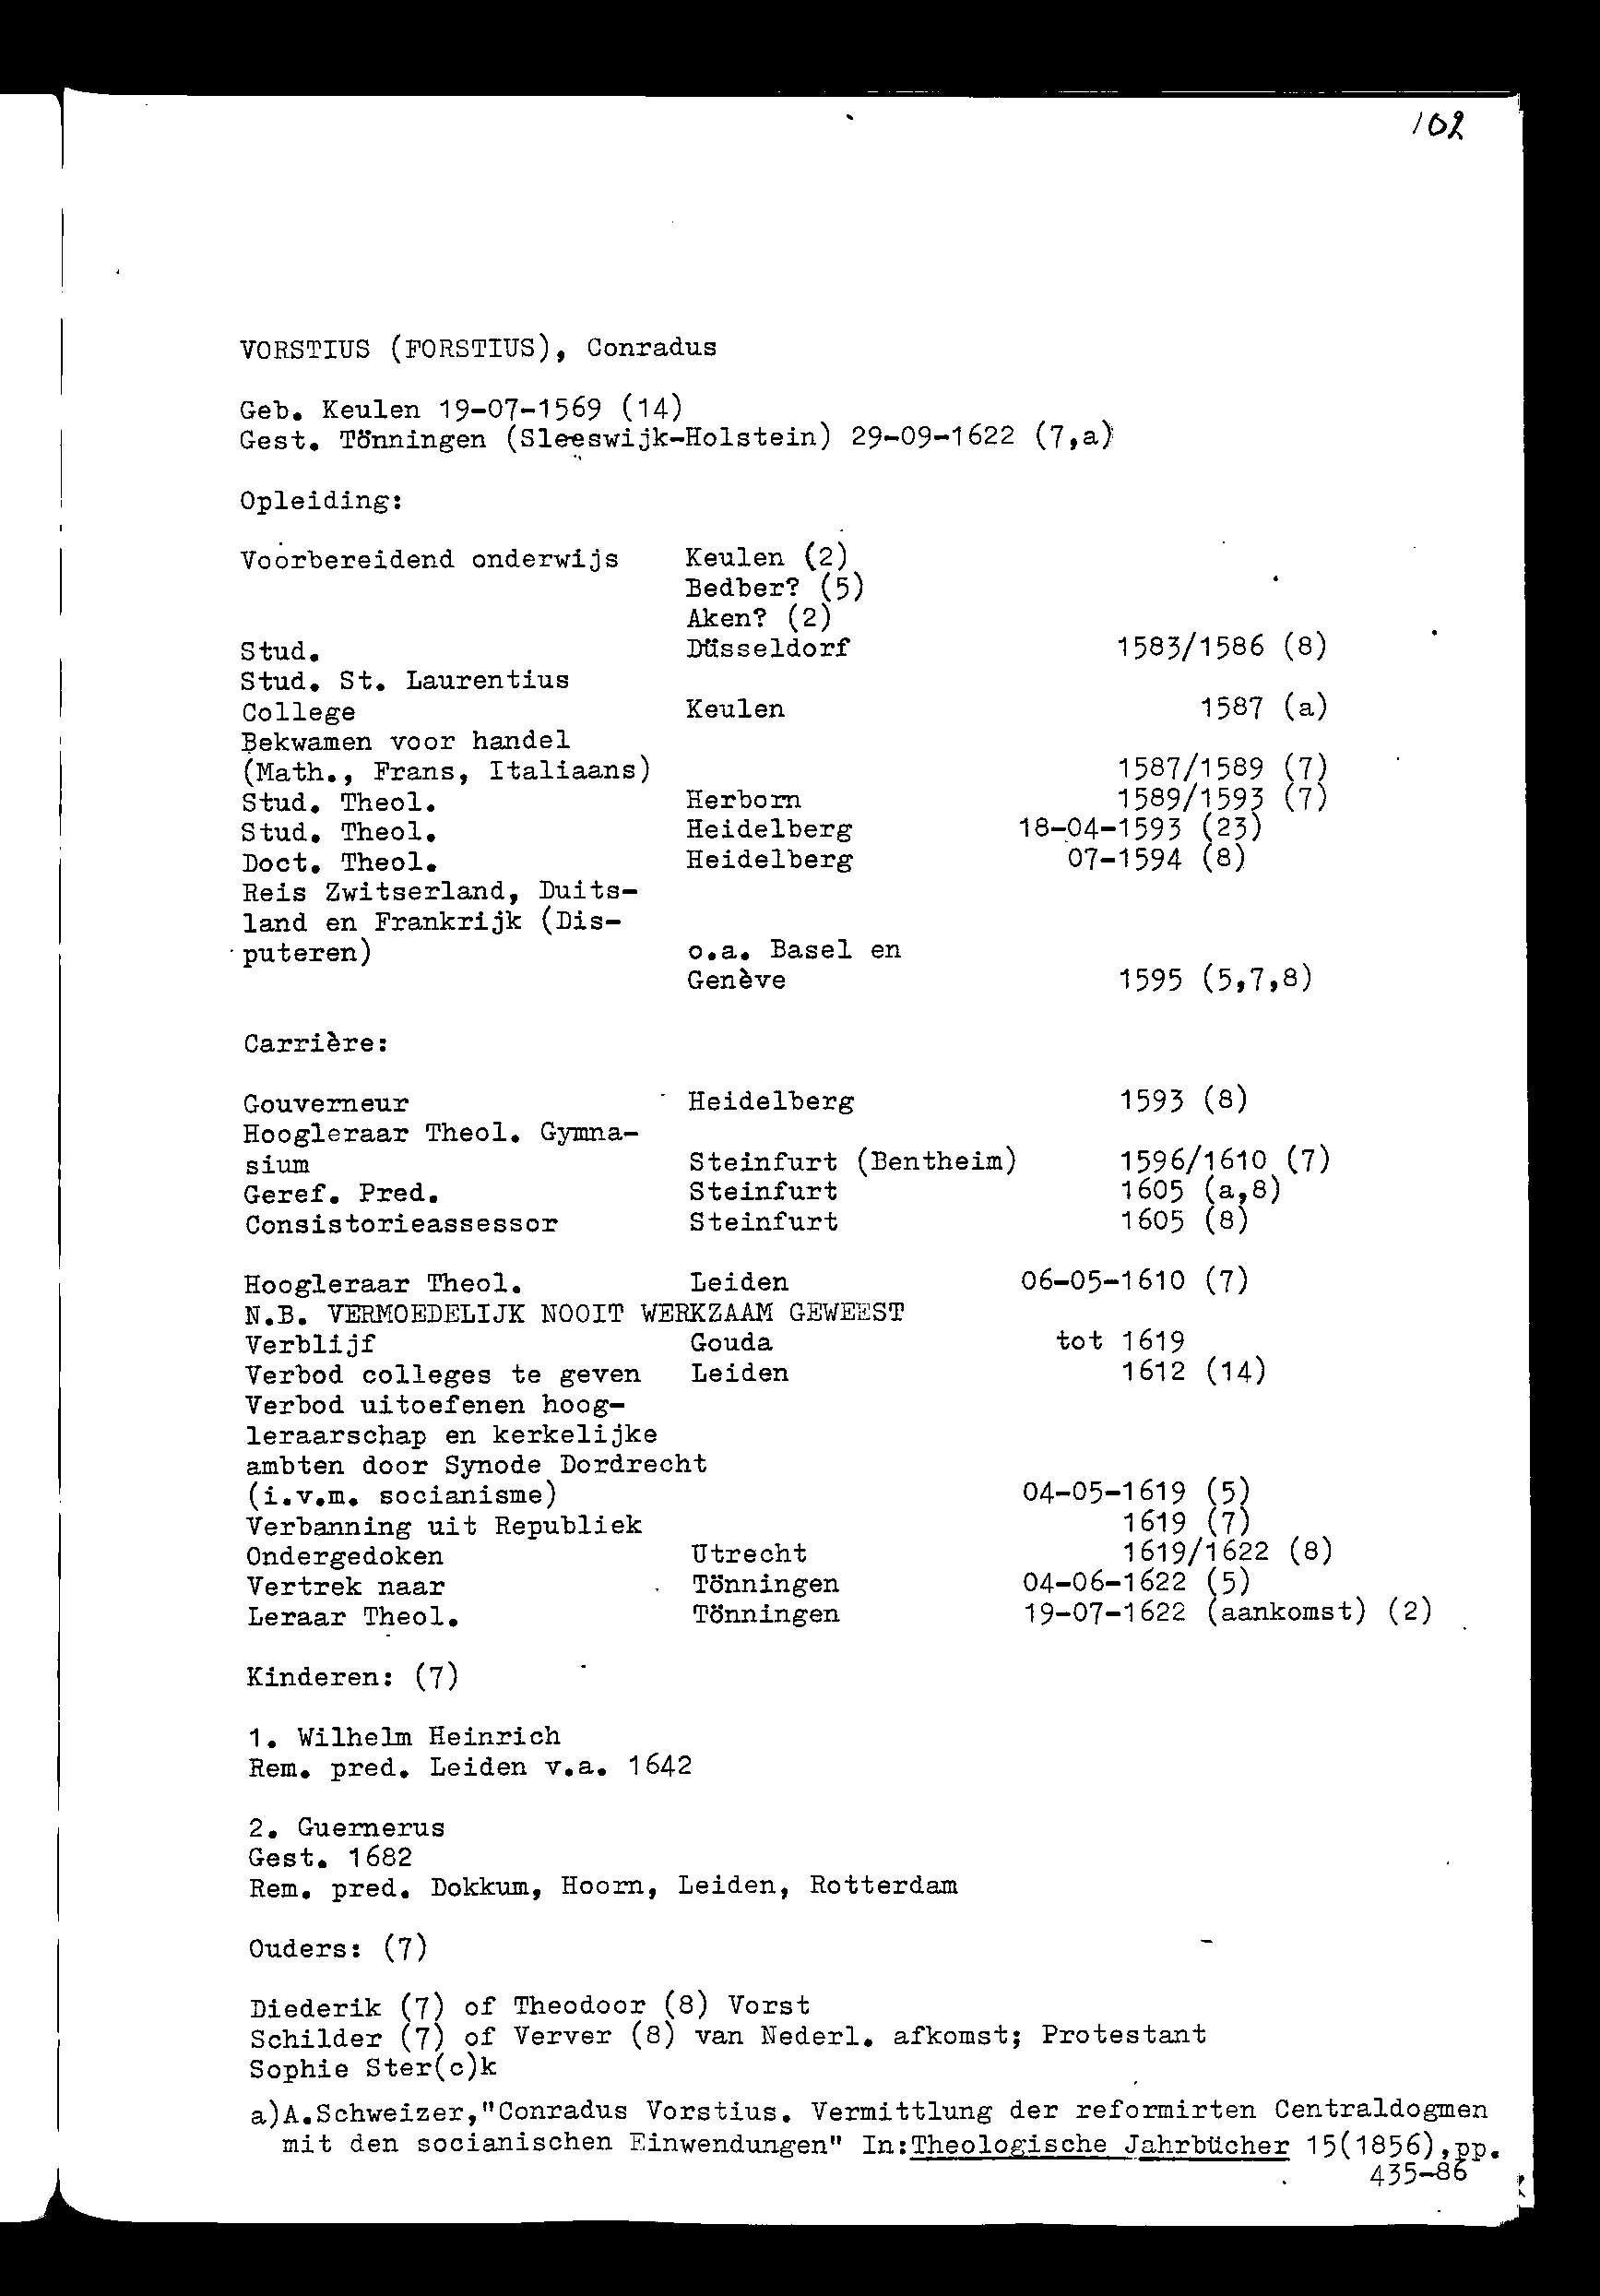 102
VORSTIUS (FORSTIUS), Conradus
Geb. Keulen 19-07-1569 (14)
Gest. Tönningen (Sleeswijk-Holstein) 29-09-1622 (7,a)
Opleiding:
Voorbereidend onderwijs Keulen (2)
Bedber? (5)
Aken? (2)
Stud. Düsseldorf 1583/1586 (8)
Stud. St. Laurentius
College Keulen 1587 (a)
Bekwamen voor handel
(Math., Frans, Italiaans) 1587/1589 (7)
Stud. Theol. Herborn 1589/1593 (7)
Stud. Theol. Heidelberg 18-04-1593 (23)
Doct. Theol. Heidelberg 07-1594 (8)
Reis Zwitserland, Duits-
land en Frankrijk (Dis-
puteren) o.a. Basel en
Genève 1595 (5,7,8)
Carrière:
Gouverneur Heidelberg 1593 (8)
Hoogleraar Theol. Gymna-
sium Steinfurt (Bentheim) 1596/1610 (7)
Geref. Pred. Steinfurt 1605 (a,8)
Consistorieassessor Steinfurt 1605 (8)
Hoogleraar Theol. Leiden 06-05-1610 (7)
N.B. VERMOEDELIJK NOOIT WERKZAAM GEWEEST
Verblijf Gouda tot 1619
Verbod colleges te geven Leiden 1612 (14)
Verbod uitoefenen hoog-
leraarschap en kerkelijke
ambten door Synode Dordrecht
(i.v.m. socianisme) 04-05-1619 (5)
Verbanning uit Republiek 1619 (7)
Ondergedoken Utrecht 1619/1622 (8)
Vertrek naar Tönningen 04-06-1622 (5)
Leraar Theol. Tönningen 19-07-1622 (aankomst) (2)
Kinderen: (7)
1. Wilhelm Heinrich
Rem. pred. Leiden v.a. 1642
2. Guernerus
Gest. 1682
Rem. pred. Dokkum, Hoorn, Leiden, Rotterdam
Ouders: (7)
Diederik (7) of Theodoor (8) Vorst
Schilder (7) of Verver (8) van Nederl. afkomst; Protestant
Sophie Ster(c)k
a)A.Schweizer,"Conradus Vorstius. Vermittlung der reformirten Centraldogmen
mit den socianischen Einwendungen" In:Theologische Jahrbücher 15(1856),pp.
435-86